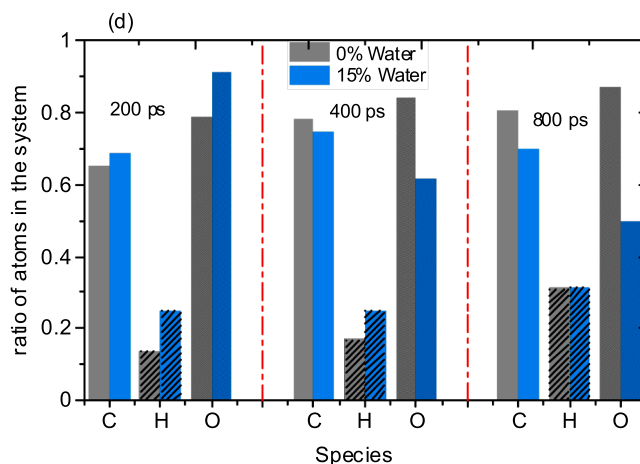 (d)
1
0% Water
15% Water
200 ps
400 ps
800 ps
0.8
0.6
0.4
0.2
0
ratio of atoms in the system
C H O C H O C H O
Species